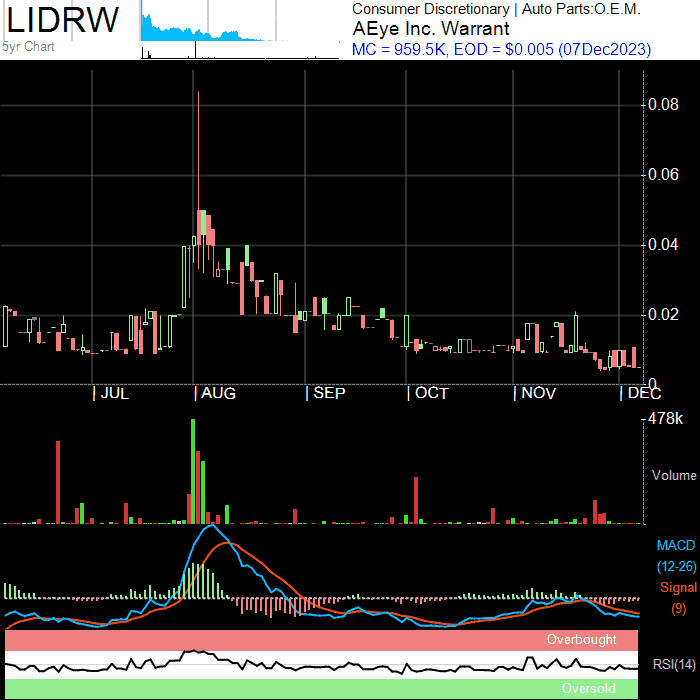 LIDRW
5yr Chart
Consumer Discretionary | Auto Parts:O.E.M.
AEye Inc. Warrant
MC = 959.5K, EOD = $0.005 (07Dec2023)
0.08
0.06
0.04
0.02
0
| JUL | AUG | SEP | OCT | NOV | DEC
478k
Volume
MACD
(12-26)
Signal
(9)
Overbought
RSI(14)
Oversold